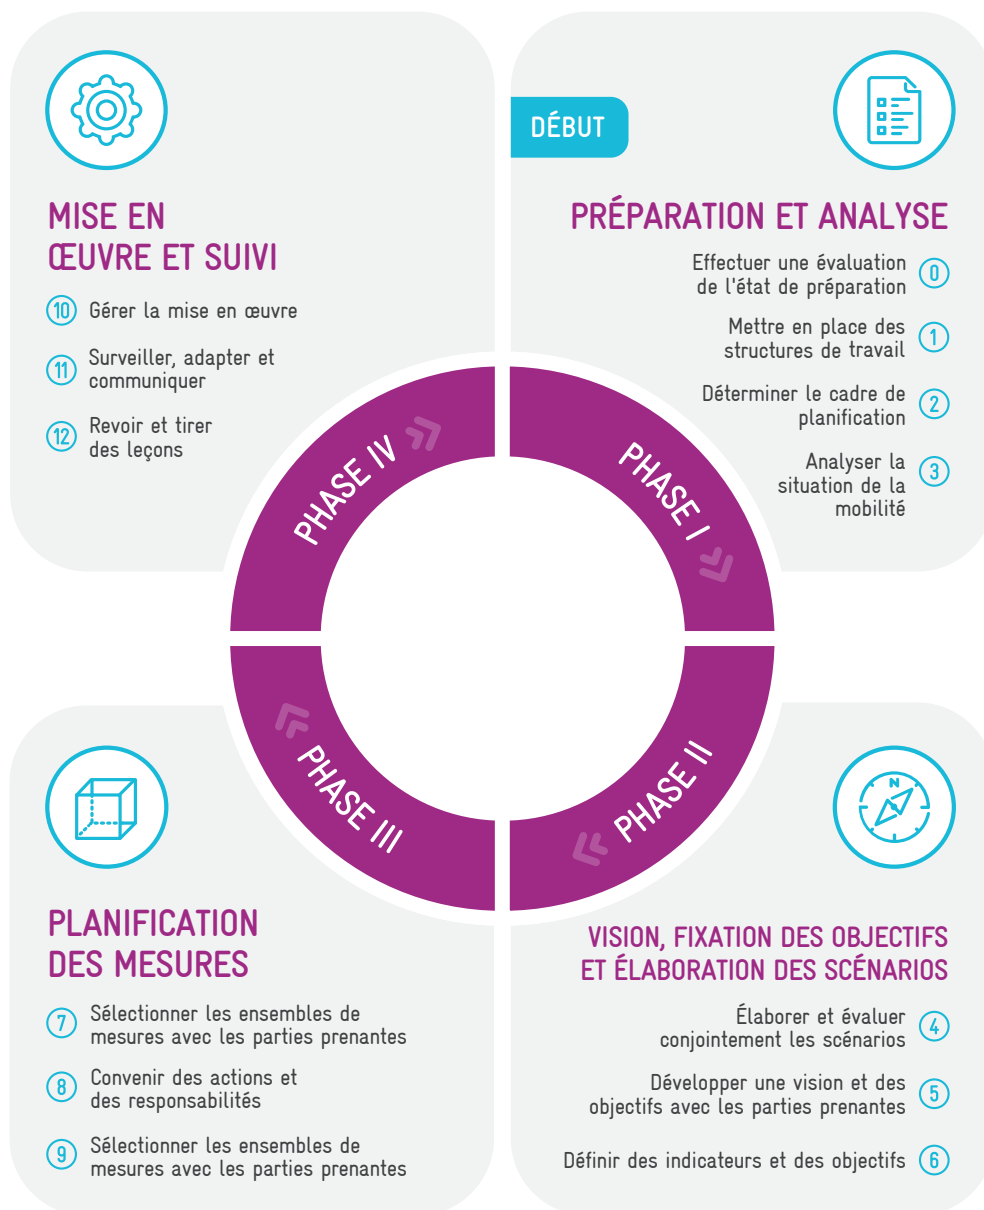 DÉBUT
PRÉPARATION ET ANALYSE
0 Effectuer une évaluation
de l'état de préparation
1 Mettre en place des
structures de travail
2 Déterminer le cadre de
planification
3 Analyser la
situation de la
mobilité
PHASE I
VISION, FIXATION DES OBJECTIFS
ET ÉLABORATION DES SCÉNARIOS
4 Élaborer et évaluer
conjointement les scénarios
5 Développer une vision et des
objectifs avec les parties prenantes
6 Définir des indicateurs et des objectifs
PHASE II
N
PLANIFICATION
DES MESURES
7 Sélectionner les ensembles de
mesures avec les parties prenantes
8 Convenir des actions et
des responsabilités
9 Sélectionner les ensembles de
mesures avec les parties prenantes
PHASE III
MISE EN
ŒUVRE ET SUIVI
10 Gérer la mise en œuvre
11 Surveiller, adapter et
communiquer
12 Revoir et tirer
des leçons
PHASE IV